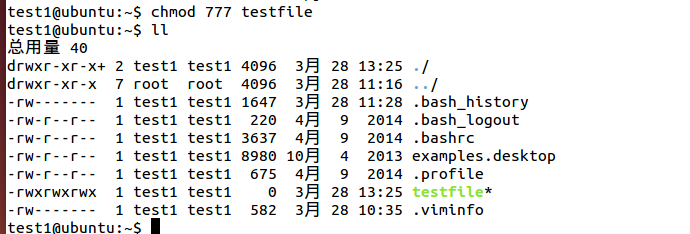 test1@ubuntu:~$ chmod 777 testfile
test1@ubuntu:~$ ll
总用量 40
drwxr-xr-x+ 2 test1 test1 4096  3月 28 13:25 ./
drwxr-xr-x  7 root  root  4096  3月 28 11:16 ../
-rw-------  1 test1 test1 1647  3月 28 11:28 .bash_history
-rw-r--r--  1 test1 test1  220  4月  9  2014 .bash_logout
-rw-r--r--  1 test1 test1 3637  4月  9  2014 .bashrc
-rw-r--r--  1 test1 test1 8980 10月  4  2013 examples.desktop
-rw-r--r--  1 test1 test1  675  4月  9  2014 .profile
-rwxrwxrwx  1 test1 test1    0  3月 28 13:25 testfile*
-rw-------  1 test1 test1  582  3月 28 10:35 .viminfo
test1@ubuntu:~$